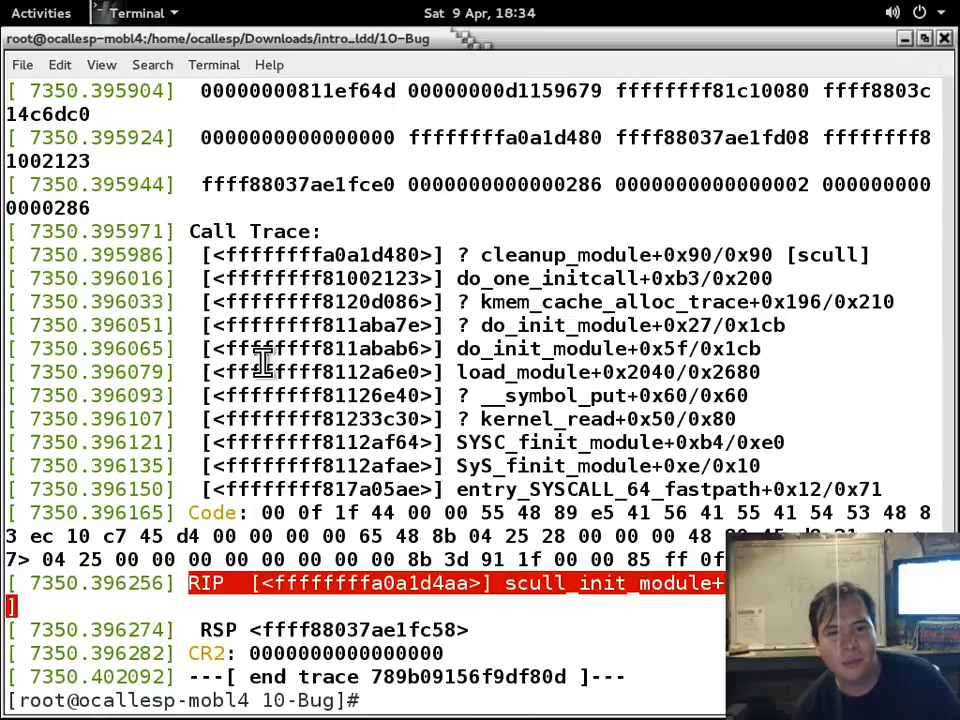 Activities Terminal Sat 9 Apr, 18:34
root@ocallesp-mobl4:/home/ocallesp/Downloads/intro_ldd/10-Bug
File Edit View Search Terminal Help
[ 7350.395904] 00000000811ef64d 00000000d1159679 ffffffff81c10080 ffff8803c
14c6dc0
[ 7350.395924] 0000000000000000 ffffffffa0a1d480 ffff88037ae1fd08 ffffffff8
1002123
[ 7350.395944] ffff88037ae1fce0 0000000000000286 0000000000000002 000000000
0000286
[ 7350.395971] Call Trace:
[ 7350.395986] [<ffffffffa0a1d480>] ? cleanup_module+0x90/0x90 [scull]
[ 7350.396016] [<ffffffff81002123>] do_one_initcall+0xb3/0x200
[ 7350.396033] [<ffffffff8120d086>] ? kmem_cache_alloc_trace+0x196/0x210
[ 7350.396051] [<ffffffff811aba7e>] ? do_init_module+0x27/0x1cb
[ 7350.396065] [<ffffffff811abab6>] do_init_module+0x5f/0x1cb
[ 7350.396079] [<ffffffff8112a6e0>] load_module+0x2040/0x2680
[ 7350.396093] [<ffffffff81126e40>] ? __symbol_put+0x60/0x60
[ 7350.396107] [<ffffffff81233c30>] ? kernel_read+0x50/0x80
[ 7350.396121] [<ffffffff8112af64>] SYSC_finit_module+0xb4/0xe0
[ 7350.396135] [<ffffffff8112afae>] SyS_finit_module+0xe/0x10
[ 7350.396150] [<ffffffff817a05ae>] entry_SYSCALL_64_fastpath+0x12/0x71
[ 7350.396165] Code: 00 0f 1f 44 00 00 55 48 89 e5 41 56 41 55 41 54 53 48 8
3 ec 10 c7 45 d4 00 00 00 00 65 48 8b 04 25 28 00 00 00 48
7> 04 25 00 00 00 00 00 00 00 00 8b 3d 91 1f 00 00 85 ff 0f
[ 7350.396256] RIP [<ffffffffa0a1d4aa>] scull_init_module+
]
[ 7350.396274] RSP <ffff88037ae1fc58>
[ 7350.396282] CR2: 0000000000000000
[ 7350.402092] ---[ end trace 789b09156f9df80d ]---
[root@ocallesp-mobl4 10-Bug]#